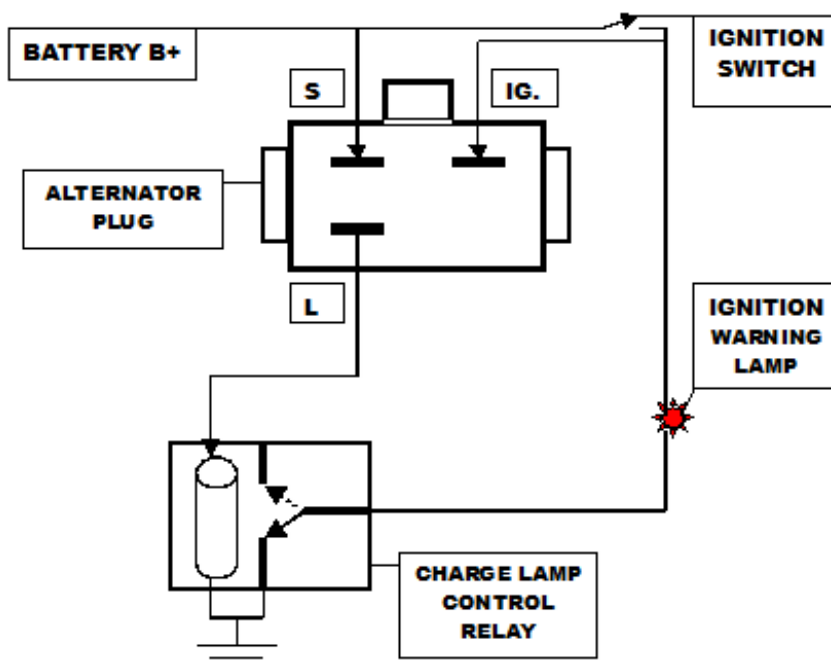 BATTERY B+
IGNITION
SWITCH
S
IG.
ALTERNATOR
PLUG
L
IGNITION
WARNING
LAMP
CHARGE LAMP
CONTROL
RELAY